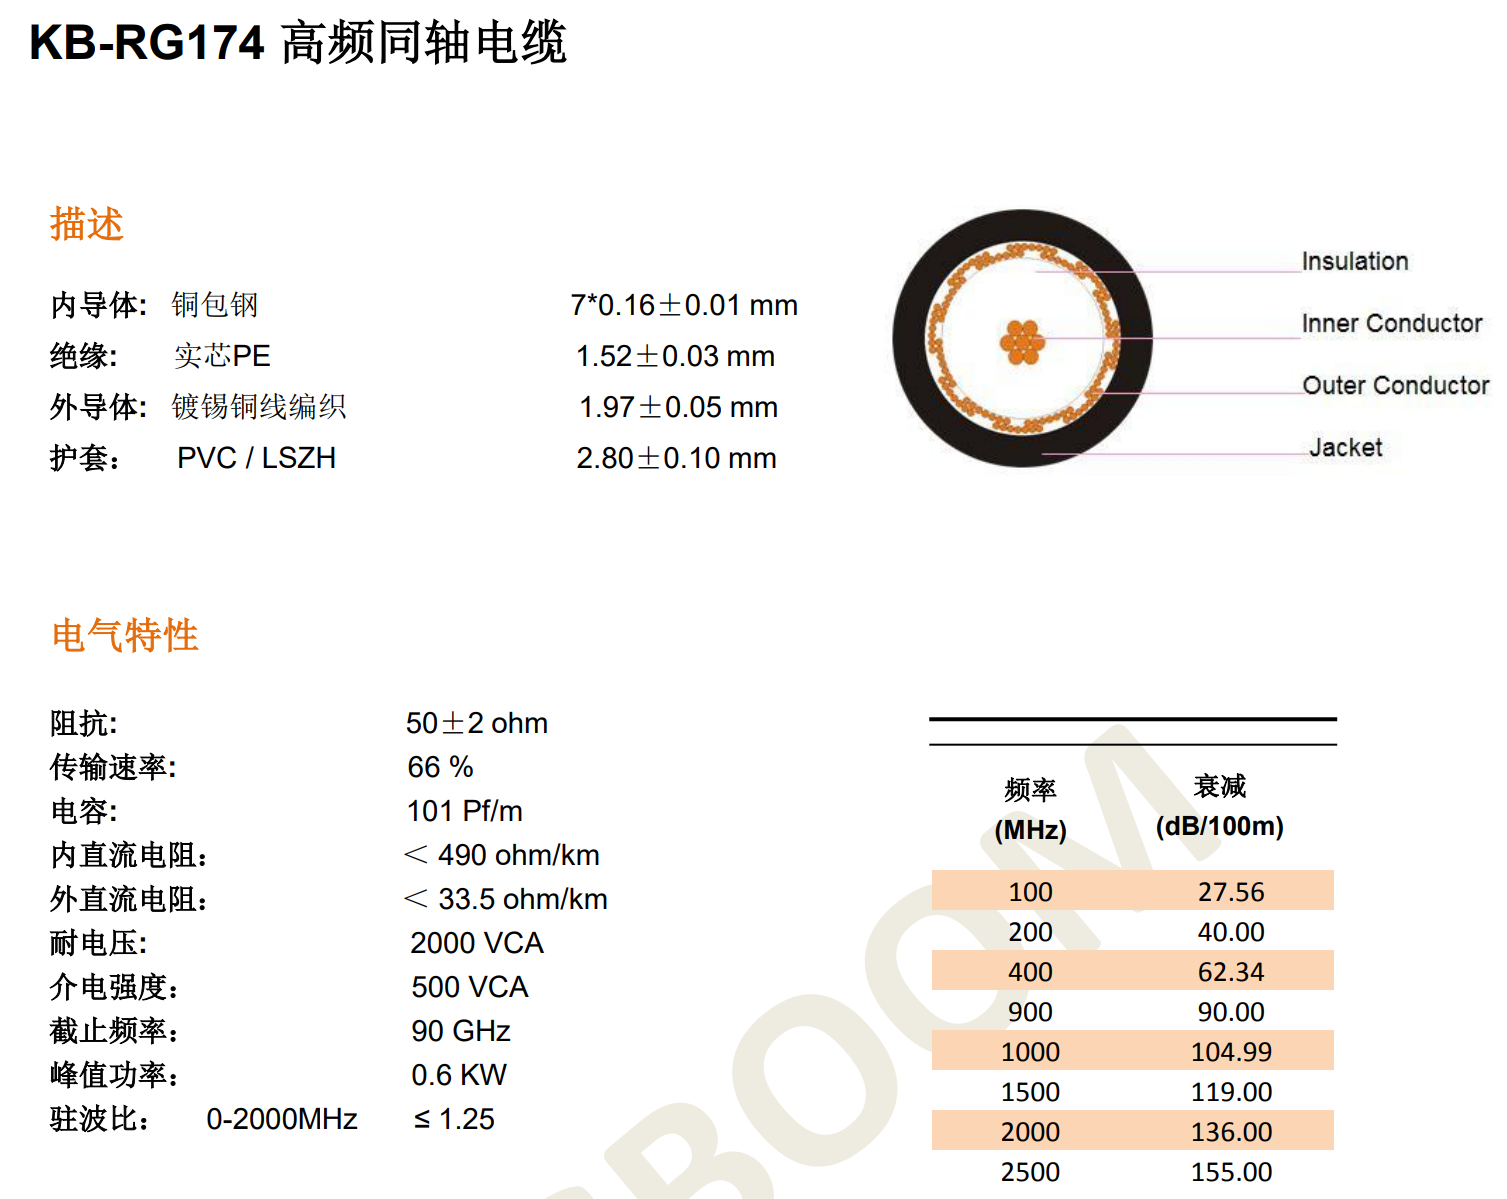 KB-RG174 高频同轴电缆
描述
内导体: 铜包钢 7*0.16±0.01 mm
绝缘: 实芯PE 1.52±0.03 mm
外导体: 镀锡铜线编织 1.97±0.05 mm
护套： PVC / LSZH 2.80±0.10 mm
Insulation
Inner Conductor
Outer Conductor
Jacket
电气特性
阻抗: 50±2 ohm
传输速率: 66 %
电容: 101 Pf/m
内直流电阻： ＜ 490 ohm/km
外直流电阻： ＜ 33.5 ohm/km
耐电压: 2000 VCA
介电强度： 500 VCA
截止频率： 90 GHz
峰值功率： 0.6 KW
驻波比： 0-2000MHz ≤ 1.25
频率 衰减
(MHz) (dB/100m)
100 27.56
200 40.00
400 62.34
900 90.00
1000 104.99
1500 119.00
2000 136.00
2500 155.00
BOOM